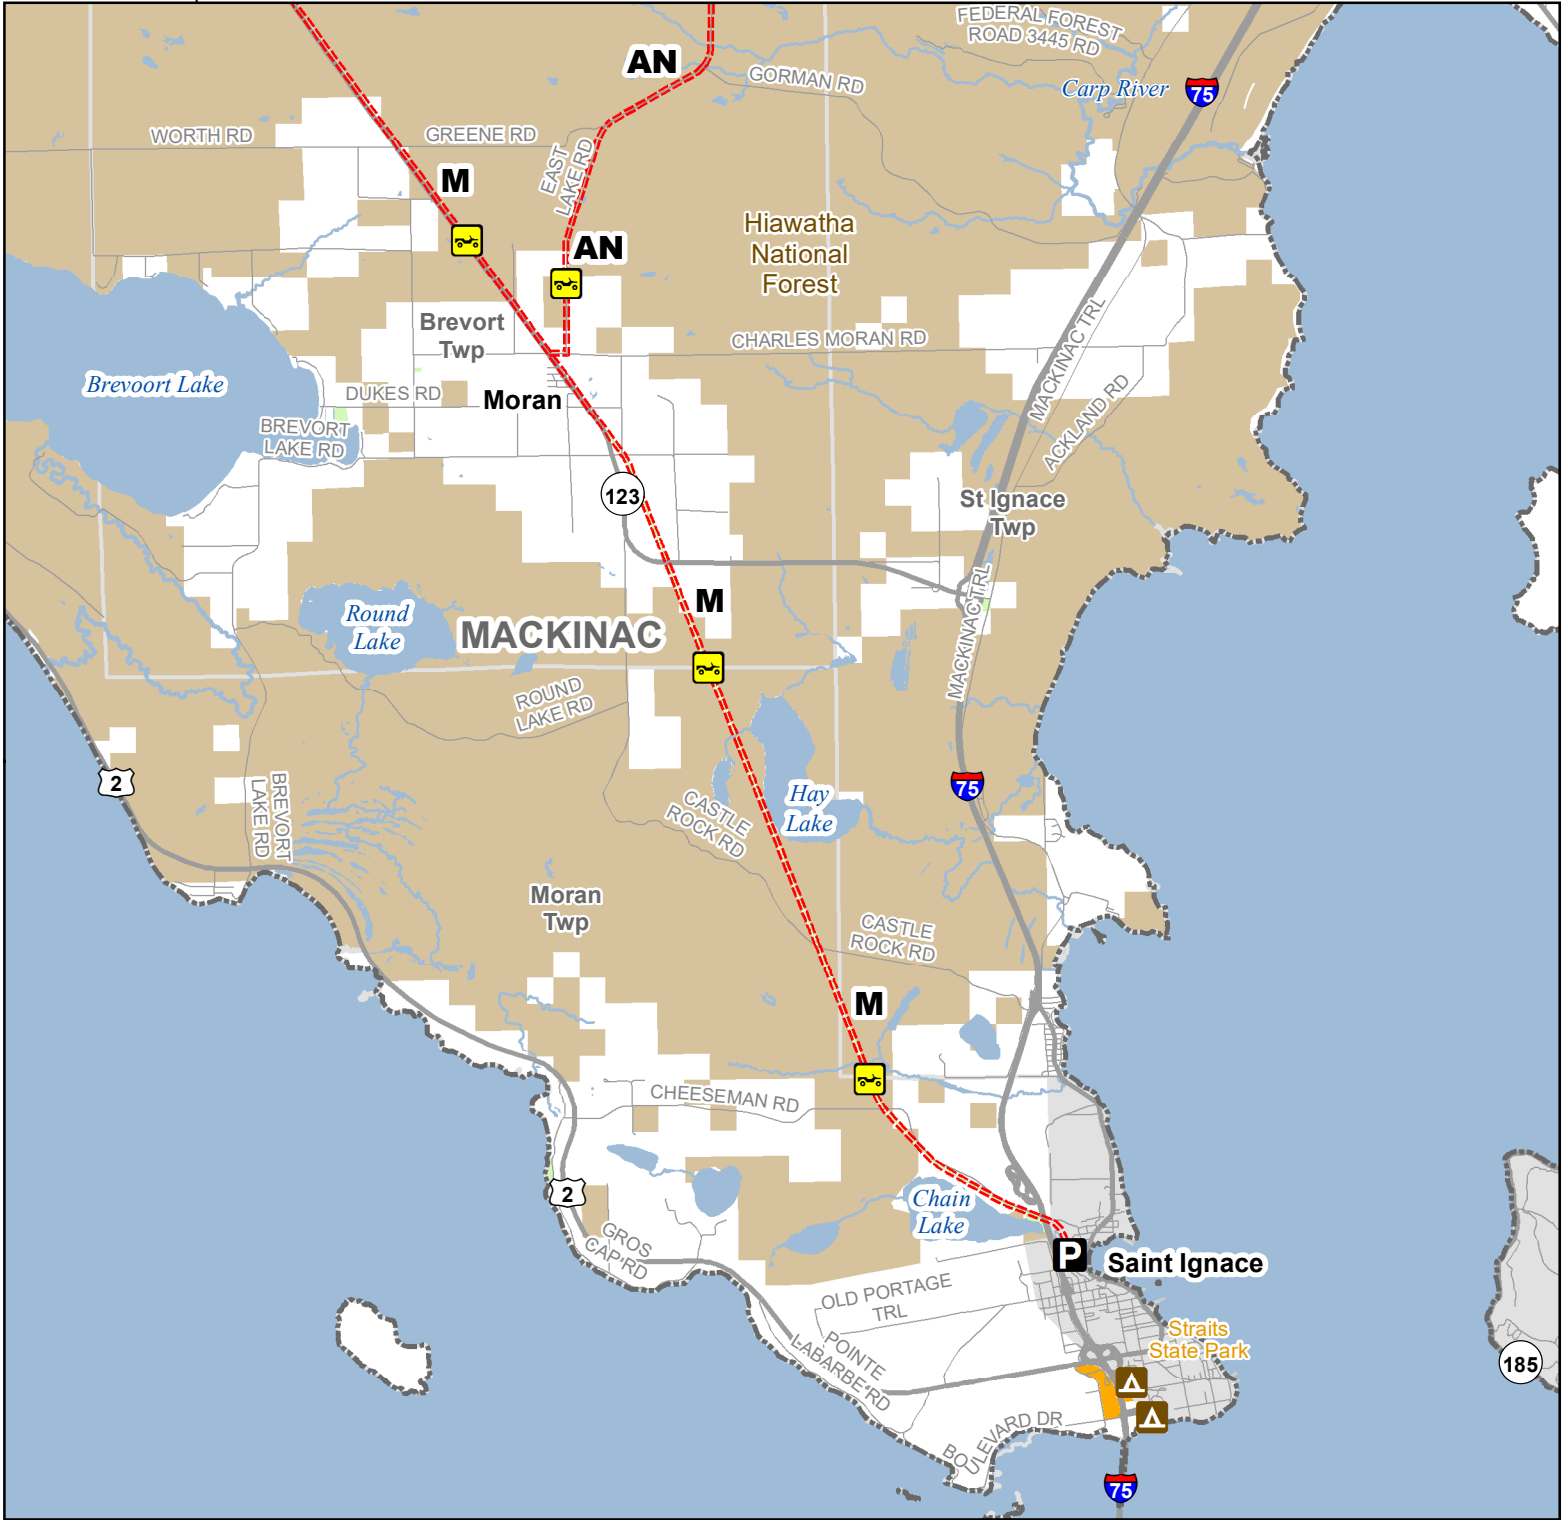 FEDERAL FOREST
ROAD 3445 RD
AN
GORMAN RD
Carp River
75
WORTH RD
GREENE RD
EAST
LAKE RD
M
AN
Hiawatha
National
Forest
Brevort
Twp
CHARLES MORAN RD
MACKINAC TRL
Brevoort Lake
DUKES RD
Moran
ACKLAND RD
BREVORT
LAKE RD
123
St Ignace
Twp
MACKINAC TRL
M
Round
Lake
MACKINAC
ROUND
LAKE RD
2
BREVORT
LAKE RD
75
Hay
Lake
CASTLE
ROCK RD
Moran
Twp
CASTLE
ROCK RD
M
CHEESEMAN RD
2
Chain
Lake
GROS
CAP RD
P
Saint Ignace
OLD PORTAGE
TRL
Straits
State Park
POINTE
LABARBE RD
185
BOULEVARD DR
75